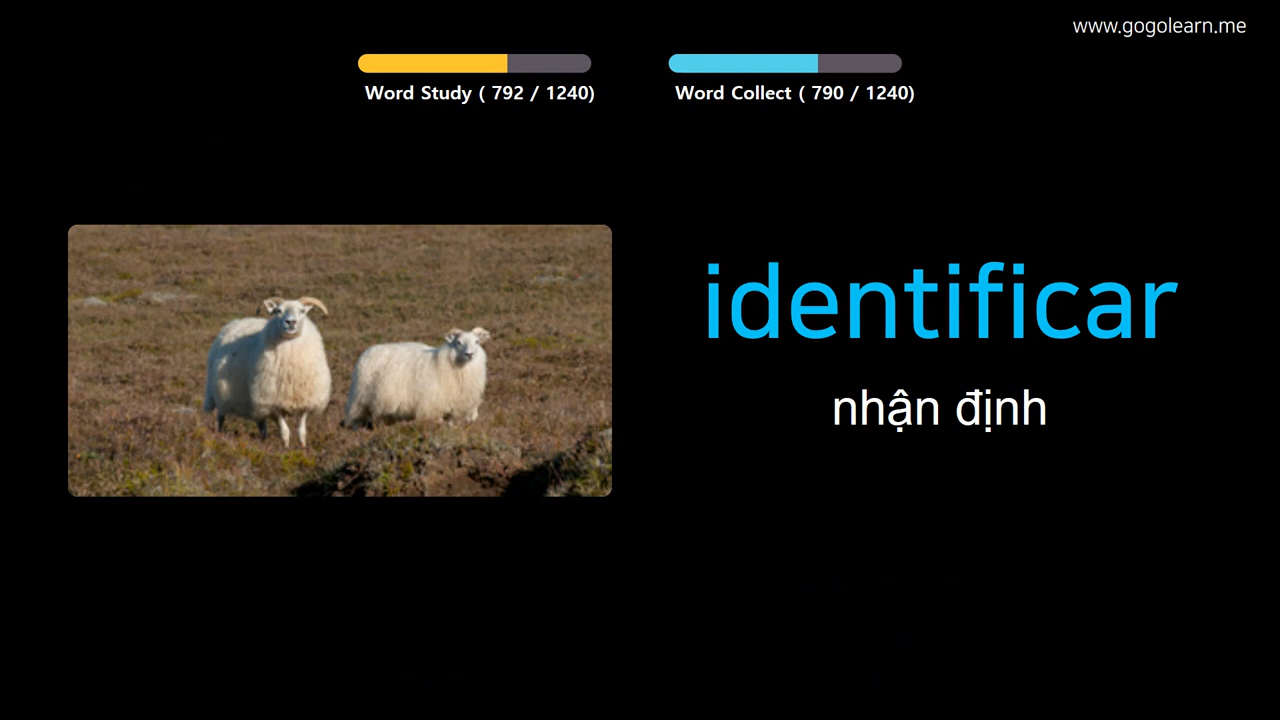 www.gogolearn.me
Word Study ( 792 / 1240)
Word Collect ( 790 / 1240)
identificar
nhận định